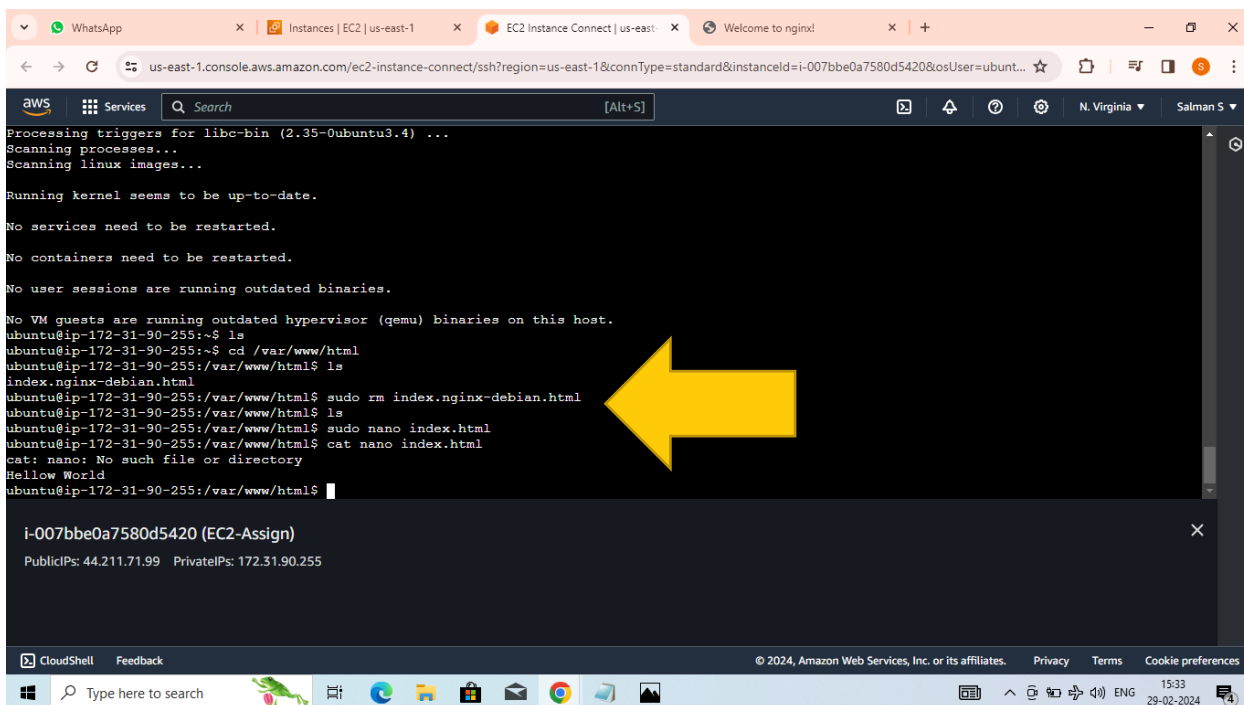 WhatsApp
Instances | EC2 | us-east-1
EC2 Instance Connect | us-east-
Welcome to nginx!
us-east-1.console.aws.amazon.com/ec2-instance-connect/ssh?region=us-east-1&connType=standard&instanceId=i-007bbe0a7580d5420&osUser=ubunt...
S
aws
Services
Search
[Alt+S]
N. Virginia
Salman S
Processing triggers for libc-bin (2.35-0ubuntu3.4) ...
Scanning processes...
Scanning linux images...
Running kernel seems to be up-to-date.
No services need to be restarted.
No containers need to be restarted.
No user sessions are running outdated binaries.
No VM guests are running outdated hypervisor (qemu) binaries on this host.
ubuntu@ip-172-31-90-255:~$ ls
ubuntu@ip-172-31-90-255:~$ cd /var/www/html
ubuntu@ip-172-31-90-255:/var/www/html$ ls
index.nginx-debian.html
ubuntu@ip-172-31-90-255:/var/www/html$ sudo rm index.nginx-debian.html
ubuntu@ip-172-31-90-255:/var/www/html$ ls
ubuntu@ip-172-31-90-255:/var/www/html$ sudo nano index.html
ubuntu@ip-172-31-90-255:/var/www/html$ cat nano index.html
cat: nano: No such file or directory
Hellow World
ubuntu@ip-172-31-90-255:/var/www/html$
i-007bbe0a7580d5420 (EC2-Assign)
PublicIPs: 44.211.71.99 PrivateIPs: 172.31.90.255
CloudShell
Feedback
© 2024, Amazon Web Services, Inc. or its affiliates.
Privacy
Terms
Cookie preferences
Type here to search
ENG
15:33
29-02-2024
4